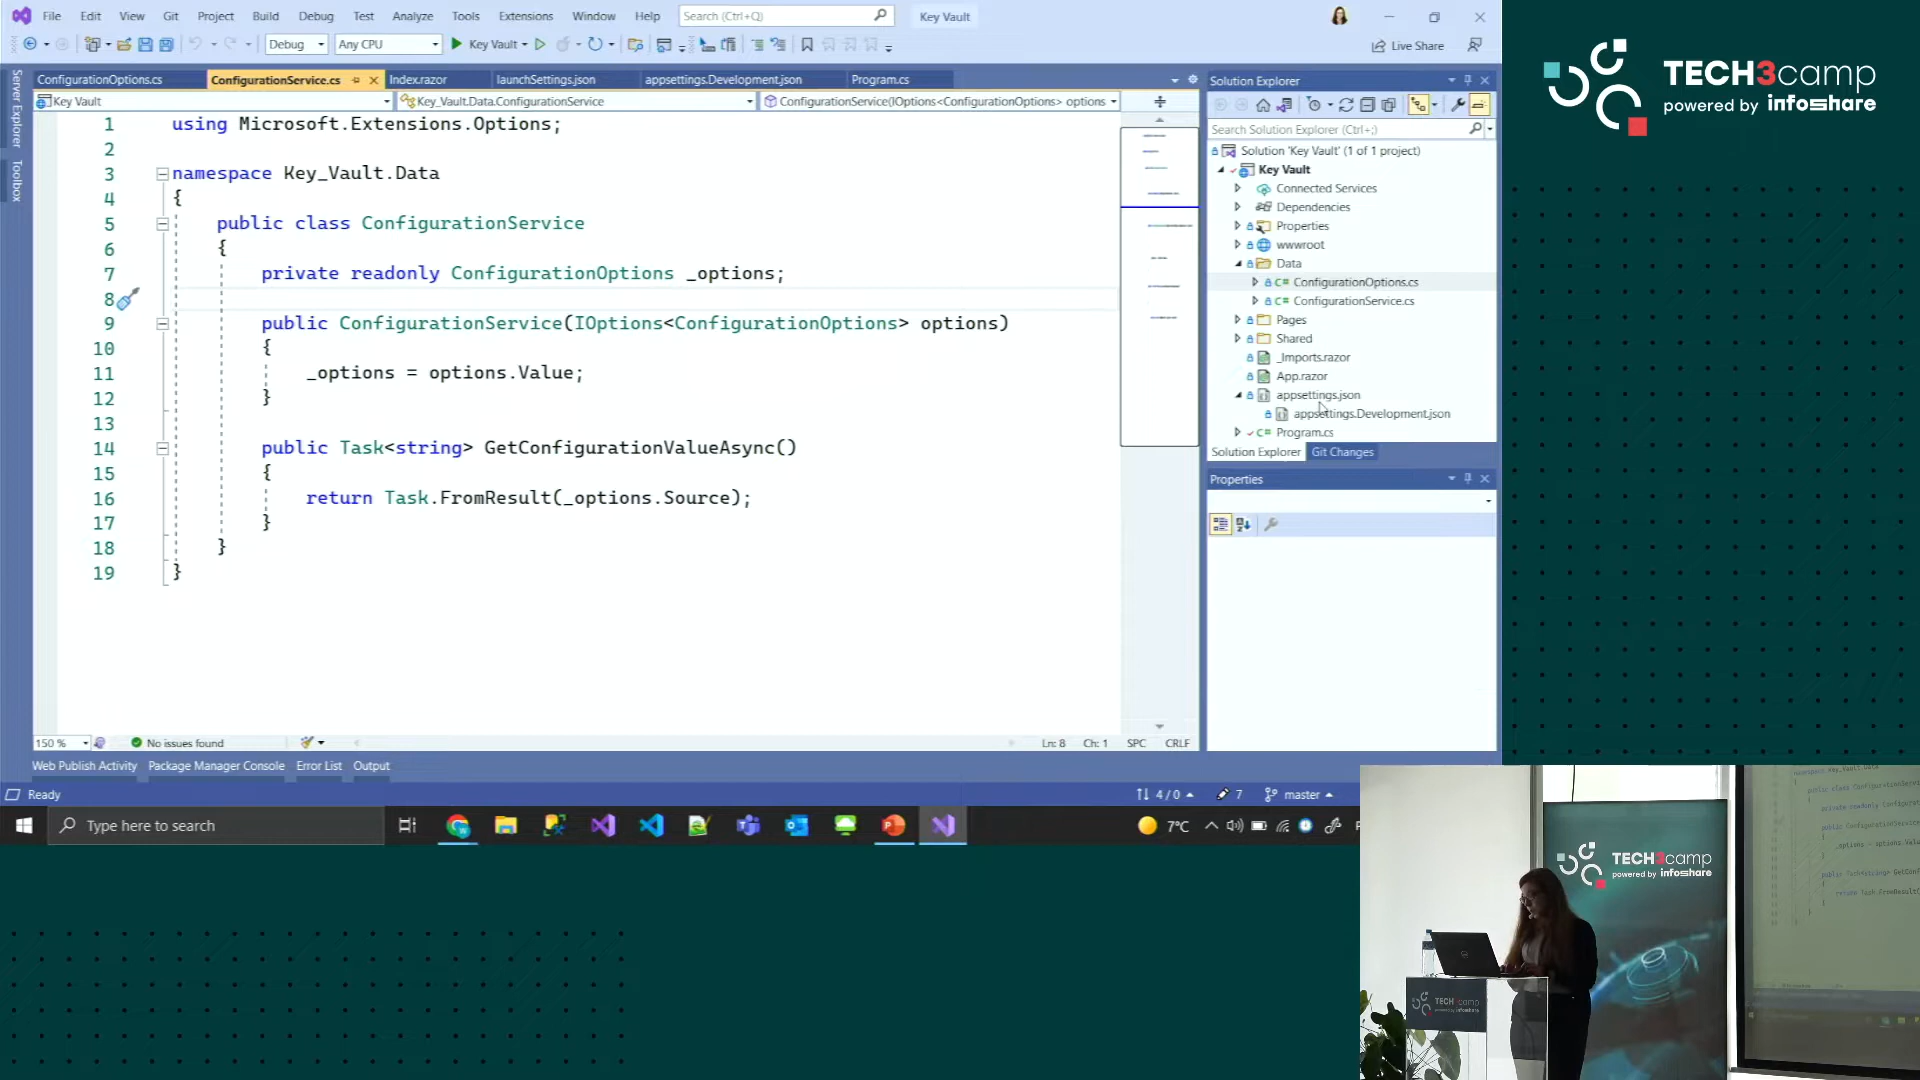 File Edit View Git Project Build Debug Test Analyze Tools Extensions Window Help Search (Ctrl+Q) Key Vault
Debug Any CPU Key Vault Live Share
ConfigurationOptions.cs ConfigurationService.cs Index.razor launchSettings.json appsettings.Development.json Program.cs
Key Vault Key_Vault.Data.ConfigurationService ConfigurationService(IOptions<ConfigurationOptions> options
Server Explorer
Toolbox
1 using Microsoft.Extensions.Options;
2
3 namespace Key_Vault.Data
4 {
5 public class ConfigurationService
6 {
7 private readonly ConfigurationOptions _options;
8
9 public ConfigurationService(IOptions<ConfigurationOptions> options)
10 {
11 _options = options.Value;
12 }
13
14 public Task<string> GetConfigurationValueAsync()
15 {
16 return Task.FromResult(_options.Source);
17 }
18 }
19 }
150 % No issues found Ln: 8 Ch: 1 SPC CRLF
Web Publish Activity Package Manager Console Error List Output
Ready 4 / 0 7 master
Type here to search 7°C
Solution Explorer
Search Solution Explorer (Ctrl+;)
Solution 'Key Vault' (1 of 1 project)
Key Vault
Connected Services
Dependencies
Properties
wwwroot
Data
C# ConfigurationOptions.cs
C# ConfigurationService.cs
Pages
Shared
_Imports.razor
App.razor
appsettings.json
appsettings.Development.json
C# Program.cs
Solution Explorer Git Changes
Properties
TECH3camp
powered by infoshare
TECH3camp
powered by infoshare
TECH3camp
powered by infoshare